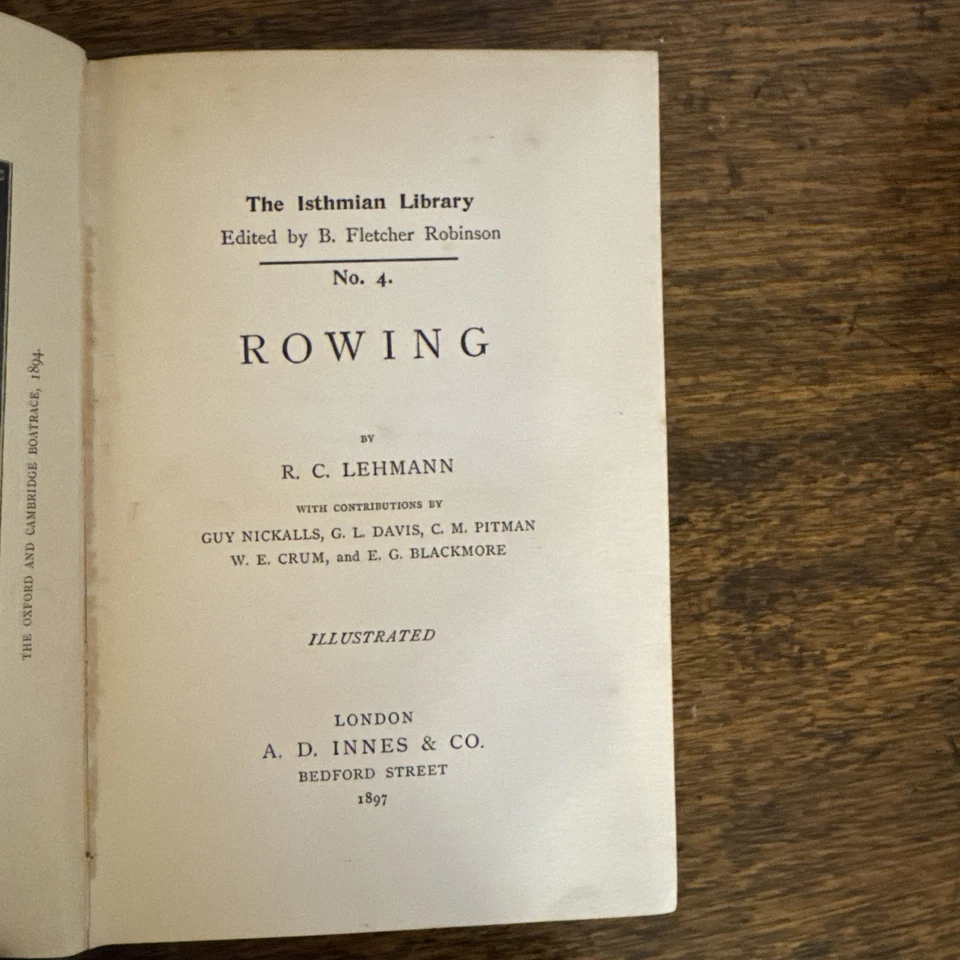 THE OXFORD AND CAMBRIDGE BOATRACE, 1894.
The Isthmian Library
Edited by B. Fletcher Robinson
No. 4.
ROWING
BY
R. C. LEHMANN
WITH CONTRIBUTIONS BY
GUY NICKALLS, G. L. DAVIS, C. M. PITMAN
W. E. CRUM, and E. G. BLACKMORE
ILLUSTRATED
LONDON
A. D. INNES & CO.
BEDFORD STREET
1897